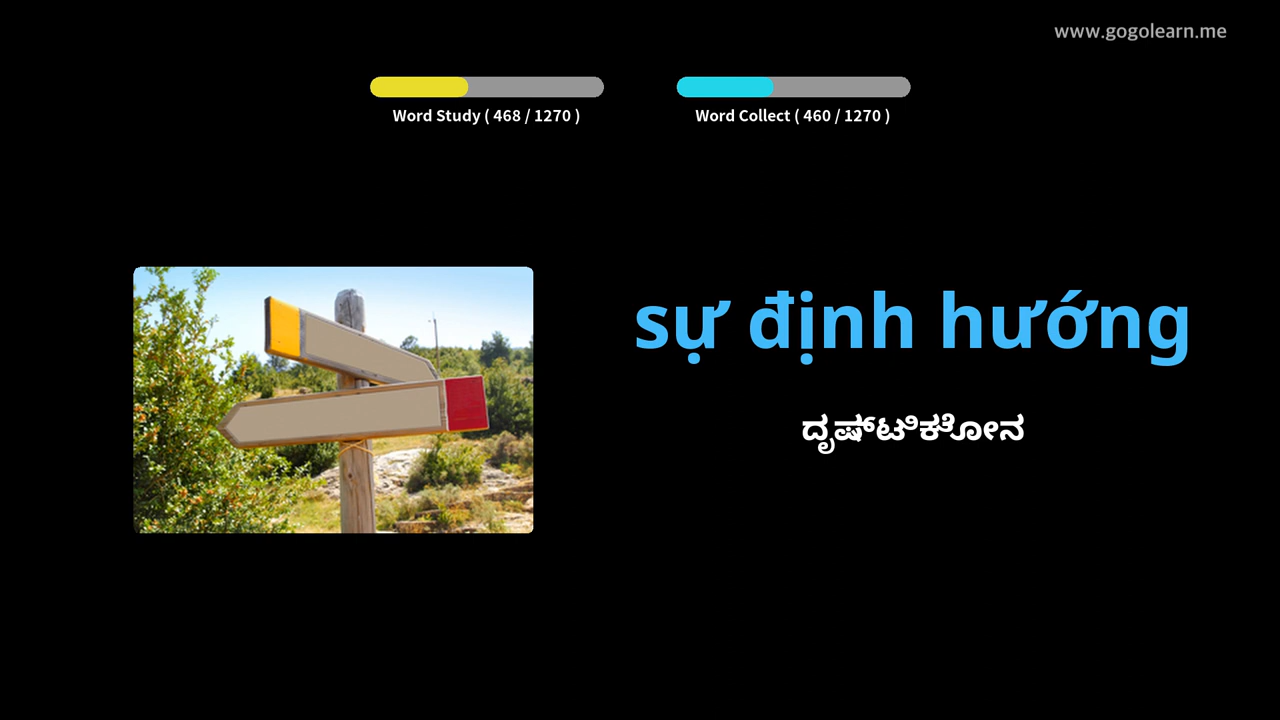 www.gogolearn.me
Word Study ( 468 / 1270 )
Word Collect ( 460 / 1270 )
sự định hướng
ದೃಷ್ಟಿಕೋನ